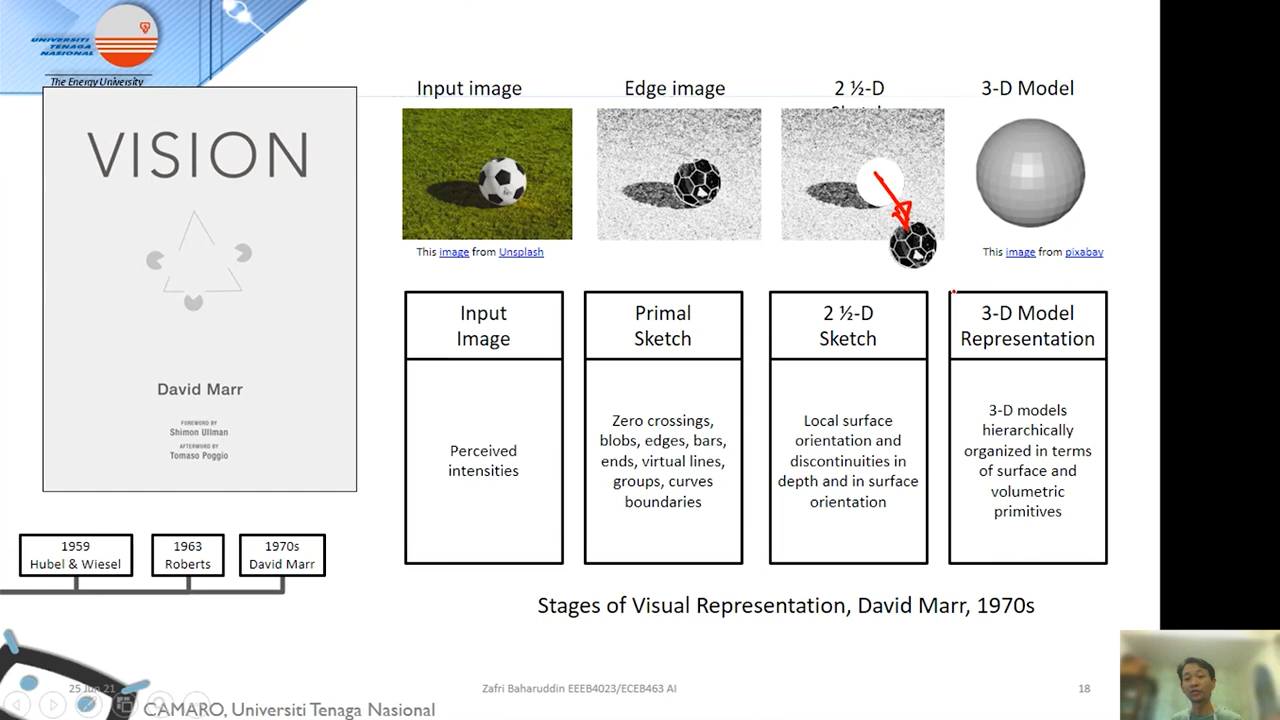 UNIVERSITI
TENAGA
NASIONAL
The Energy University
VISION
David Marr
FOREWORD BY
Shimon Ullman
AFTERWORD BY
Tomaso Poggio
Input image
Edge image
2 ½-D
3-D Model
This image from Unsplash
This image from pixabay
Input
Image
Perceived
intensities
Primal
Sketch
Zero crossings,
blobs, edges, bars,
ends, virtual lines,
groups, curves
boundaries
2 ½-D
Sketch
Local surface
orientation and
discontinuities in
depth and in surface
orientation
3-D Model
Representation
3-D models
hierarchically
organized in terms
of surface and
volumetric
primitives
1959
Hubel & Wiesel
1963
Roberts
1970s
David Marr
Stages of Visual Representation, David Marr, 1970s
25 Jun 21
Zafri Baharuddin EEEB4023/ECEB463 AI
18
CAMARO, Universiti Tenaga Nasional